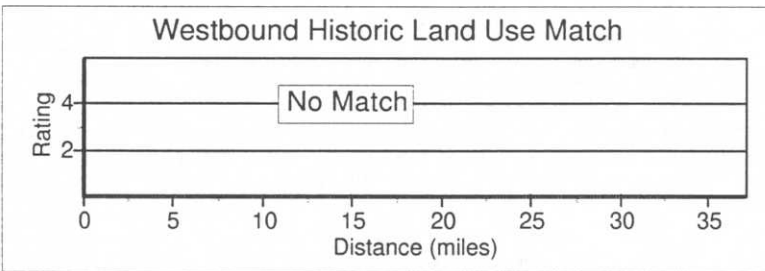 Westbound Historic Land Use Match
Rating
4
No Match
2
0 5 10 15 20 25 30 35
Distance (miles)